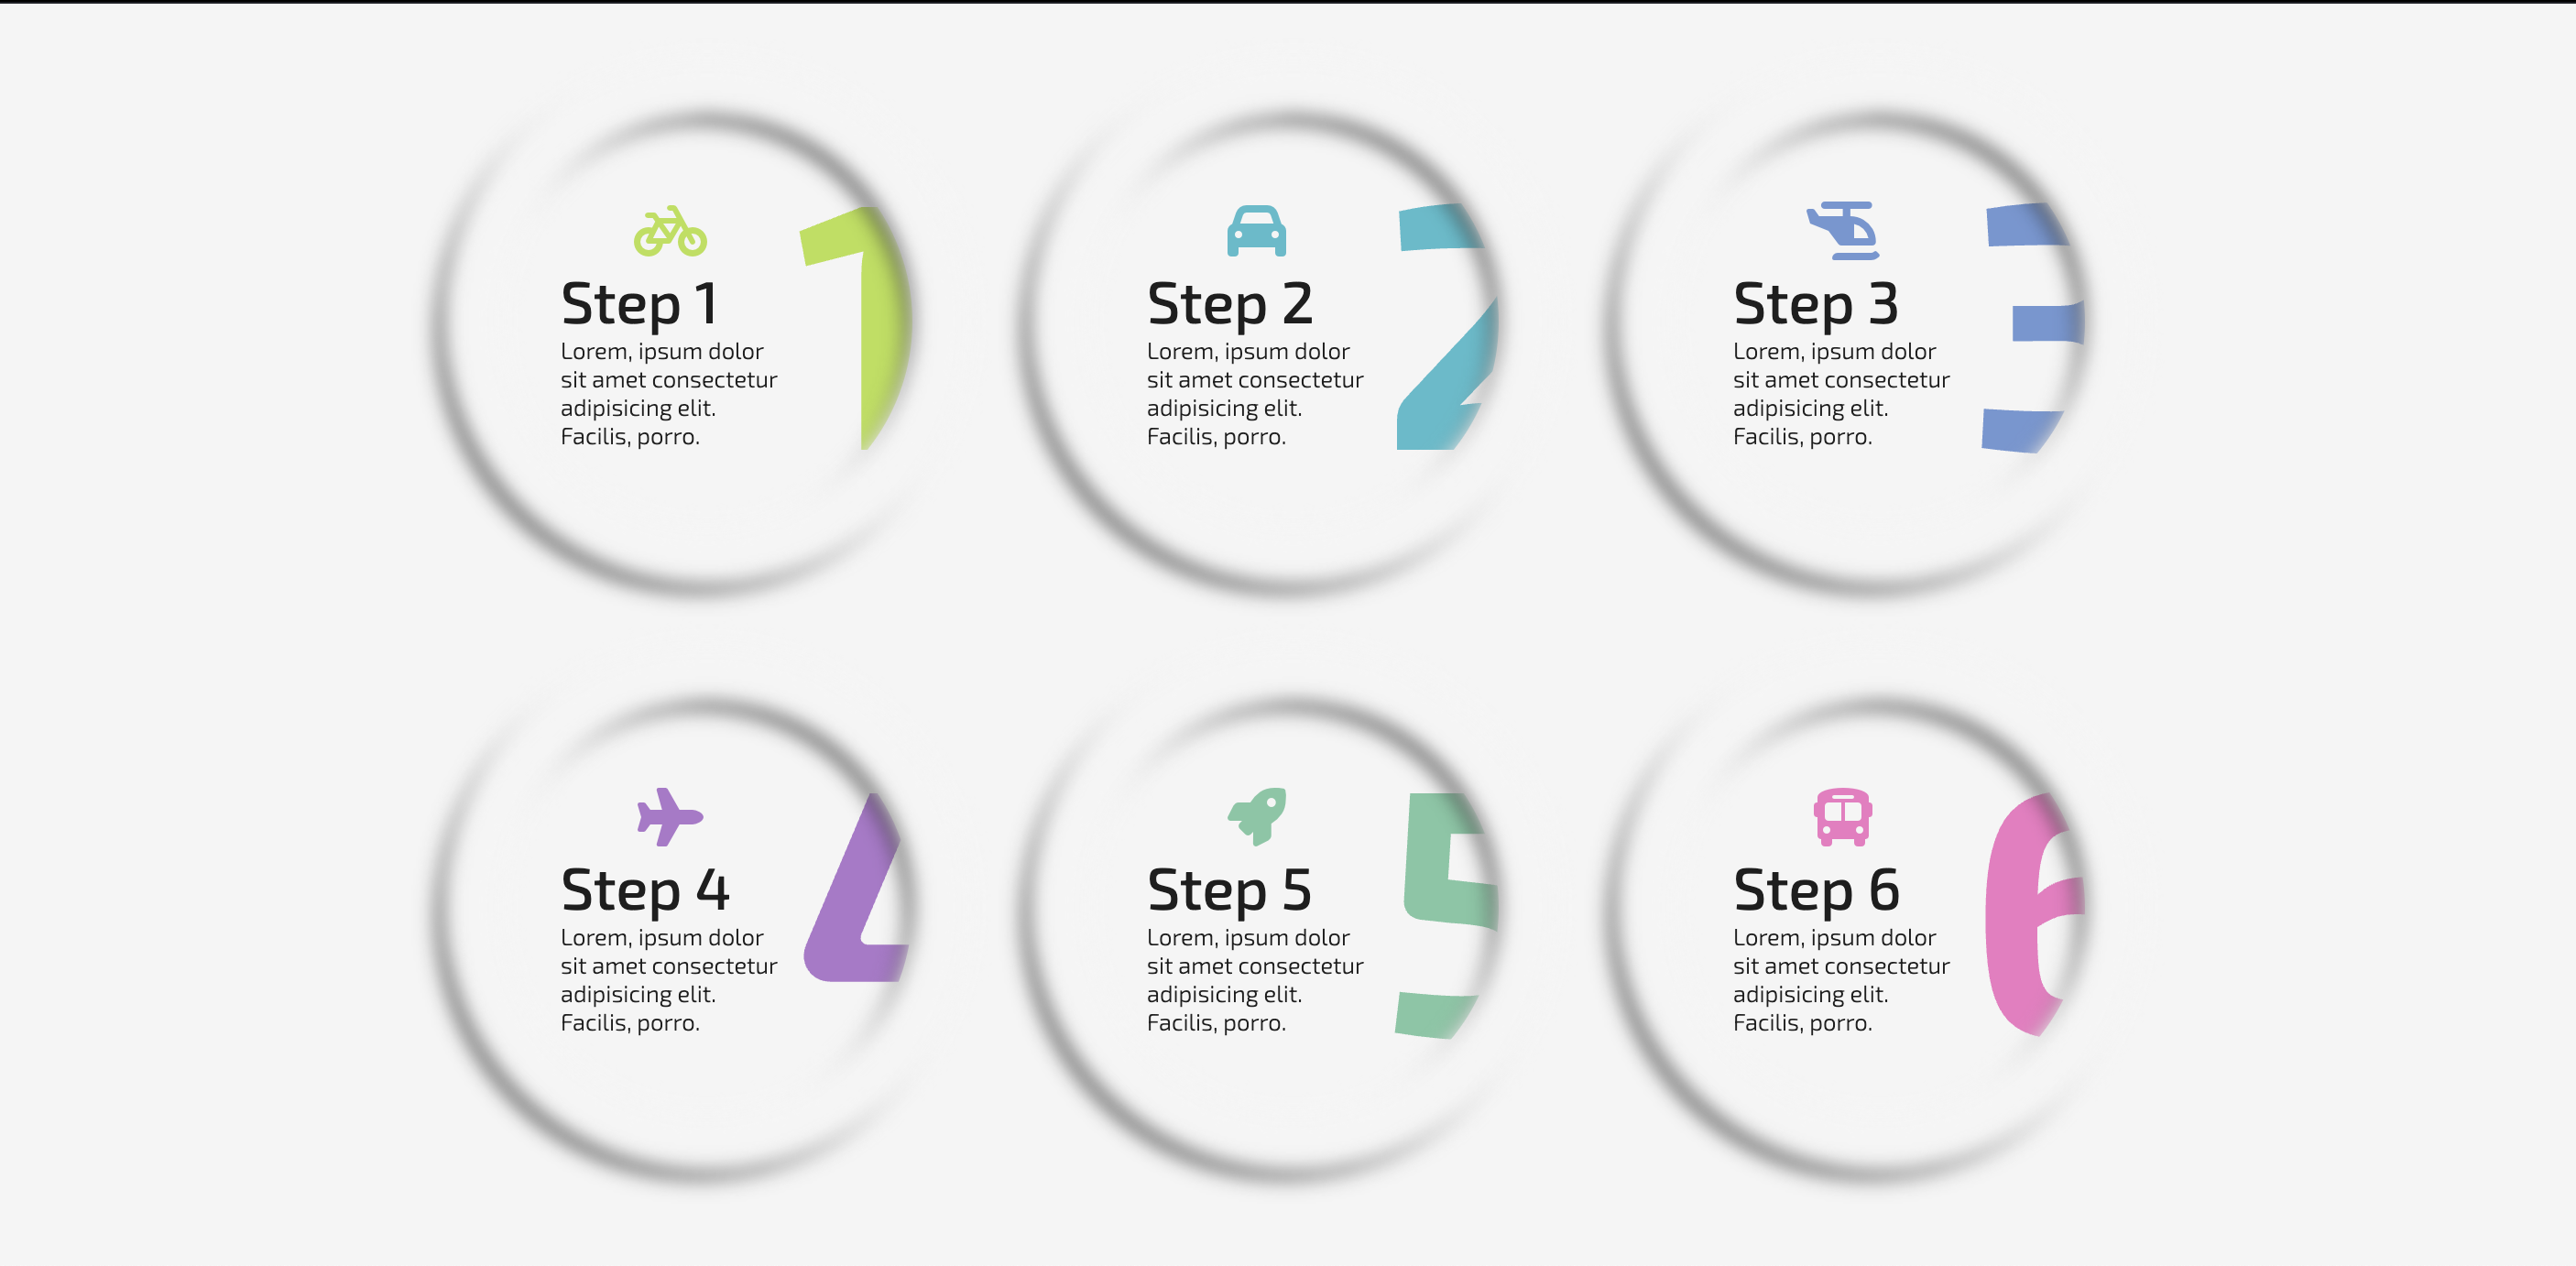 Step 1
Lorem, ipsum dolor
sit amet consectetur
adipisicing elit.
Facilis, porro.
1
Step 2
Lorem, ipsum dolor
sit amet consectetur
adipisicing elit.
Facilis, porro.
2
Step 3
Lorem, ipsum dolor
sit amet consectetur
adipisicing elit.
Facilis, porro.
3
Step 4
Lorem, ipsum dolor
sit amet consectetur
adipisicing elit.
Facilis, porro.
4
Step 5
Lorem, ipsum dolor
sit amet consectetur
adipisicing elit.
Facilis, porro.
5
Step 6
Lorem, ipsum dolor
sit amet consectetur
adipisicing elit.
Facilis, porro.
6